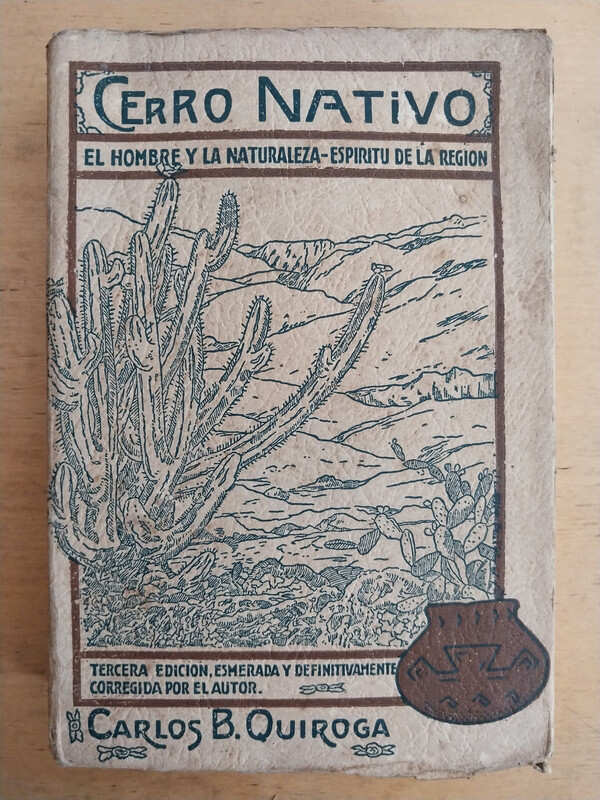 CERRO NATIVO
EL HOMBRE Y LA NATURALEZA-ESPIRITU DE LA REGION
TERCERA EDICION, ESMERADA Y DEFINITIVAMENTE
CORREGIDA POR EL AUTOR.
CARLOS B. QUIROGA